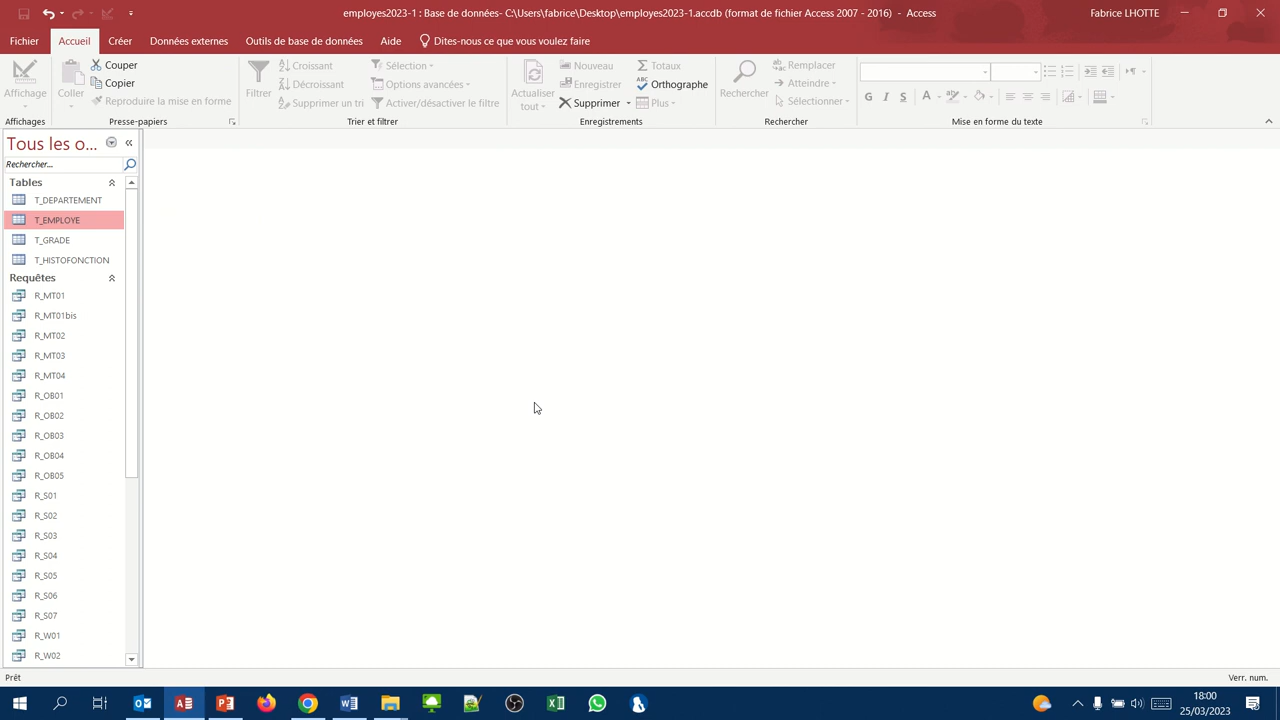 employes2023-1 : Base de données- C:\Users\fabrice\Desktop\employes2023-1.accdb (format de fichier Access 2007 - 2016) - Access
Fabrice LHOTTE
Fichier Accueil Créer Données externes Outils de base de données Aide Dites-nous ce que vous voulez faire
Affichage
Affichages
Coller
Couper
Copier
Reproduire la mise en forme
Presse-papiers
Filtrer
Croissant
Décroissant
Supprimer un tri
Sélection
Options avancées
Activer/désactiver le filtre
Trier et filtrer
Actualiser
tout
Nouveau
Enregistrer
Supprimer
Totaux
Orthographe
Plus
Enregistrements
Rechercher
Remplacer
Atteindre
Sélectionner
Rechercher
G I S A
Mise en forme du texte
Tous les o...
Rechercher...
Tables
T_DEPARTEMENT
T_EMPLOYE
T_GRADE
T_HISTOFONCTION
Requêtes
R_MT01
R_MT01bis
R_MT02
R_MT03
R_MT04
R_OB01
R_OB02
R_OB03
R_OB04
R_OB05
R_S01
R_S02
R_S03
R_S04
R_S05
R_S06
R_S07
R_W01
R_W02
Prêt
Verr. num.
18:00
25/03/2023